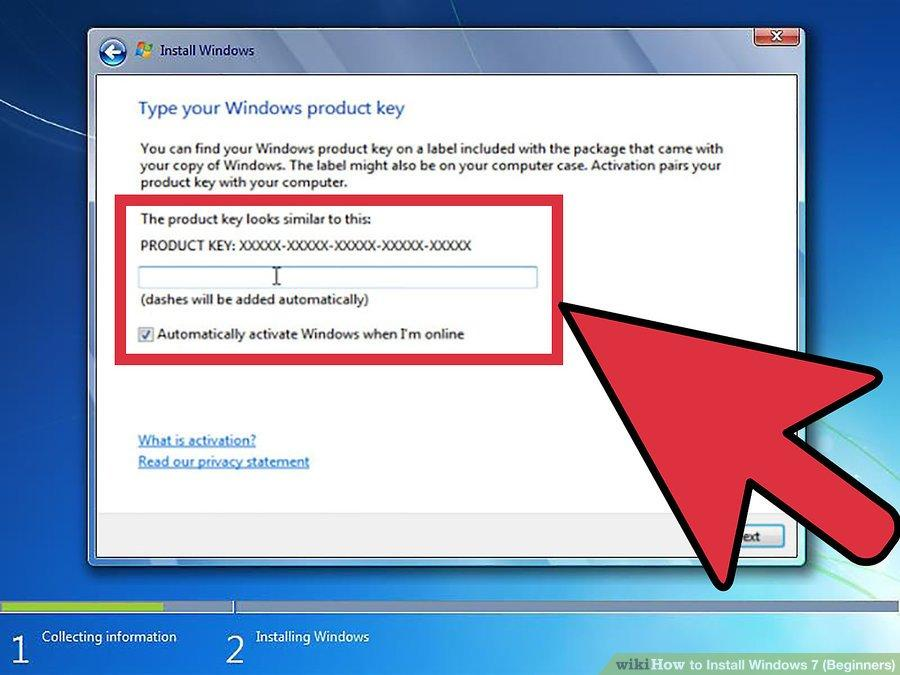 Install Windows
Type your Windows product key
You can find your Windows product key on a label included with the package that came with
your copy of Windows. The label might also be on your computer case. Activation pairs your
product key with your computer.
The product key looks similar to this:
PRODUCT KEY: XXXXX-XXXXX-XXXXX-XXXXX-XXXXX
(dashes will be added automatically)
Automatically activate Windows when I'm online
What is activation?
Read our privacy statement
ext
1 Collecting information
2 Installing Windows
wikiHow to Install Windows 7 (Beginners)